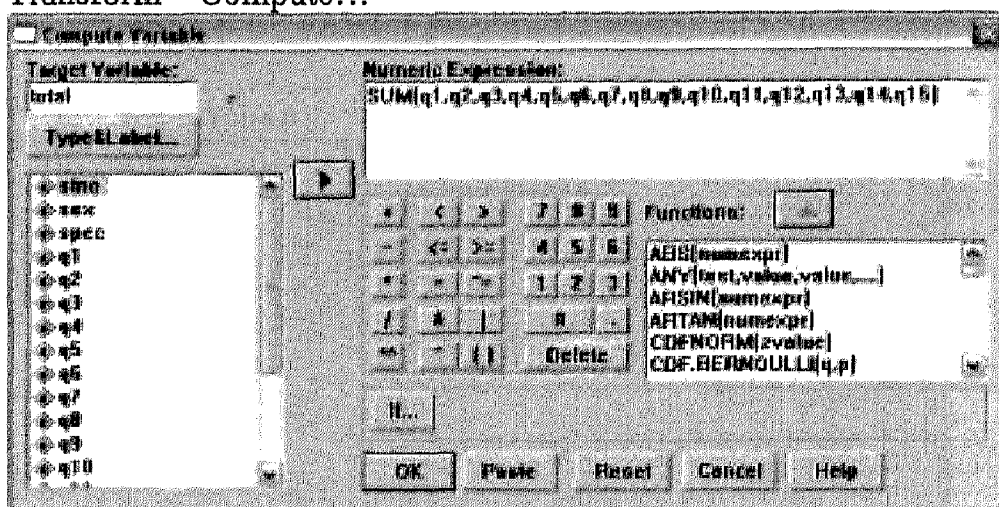 Transform Compute...
Compute Variable
Target Variable:
total
Type&Label...
Numeric Expression:
SUM(q1,q2,q3,q4,q5,q6,q7,q8,q9,q10,q11,q12,q13,q14,q15)
sex
spec
q1
q2
q3
q4
q5
q6
q7
q8
q9
q10
+ < > 7 8 9
- <= >= 4 5 6
* = ~= 1 2 3
/ & | 0 .
** ~ ( ) Delete
Functions:
ABS(numexpr)
ANY(test,value,value,...)
ARSIN(numexpr)
ARTAN(numexpr)
CDFNORM(zvalue)
CDF.BERNOULLI(q,p)
If...
OK Paste Reset Cancel Help